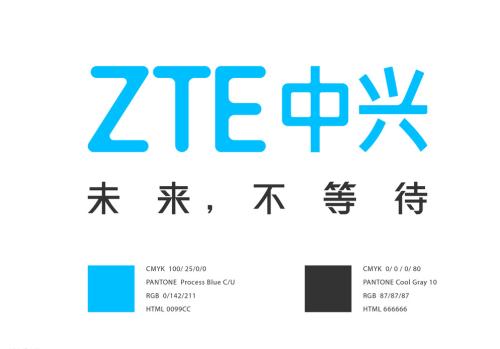 ZTE中兴
未来，不等待
CMYK 100/ 25/0/0
PANTONE Process Blue C/U
RGB 0/142/211
HTML 0099CC
CMYK 0/ 0 / 0/ 80
PANTONE Cool Gray 10
RGB 87/87/87
HTML 666666